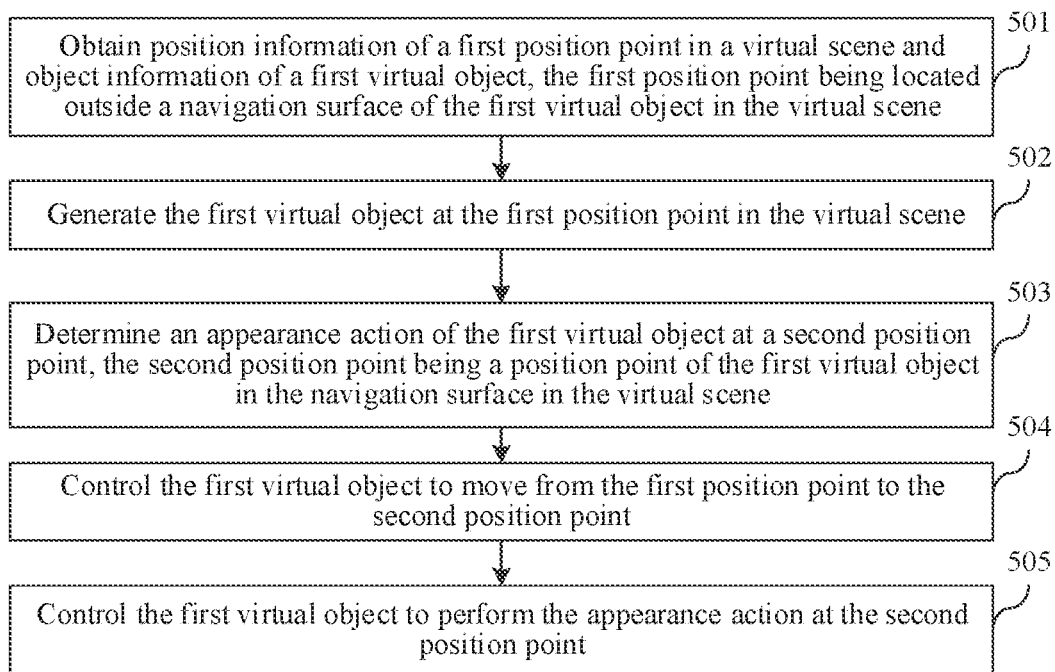 501
Obtain position information of a first position point in a virtual scene and
object information of a first virtual object, the first position point being located
outside a navigation surface of the first virtual object in the virtual scene
502
Generate the first virtual object at the first position point in the virtual scene
503
Determine an appearance action of the first virtual object at a second position
point, the second position point being a position point of the first virtual object
in the navigation surface in the virtual scene
504
Control the first virtual object to move from the first position point to the
second position point
505
Control the first virtual object to perform the appearance action at the second
position point